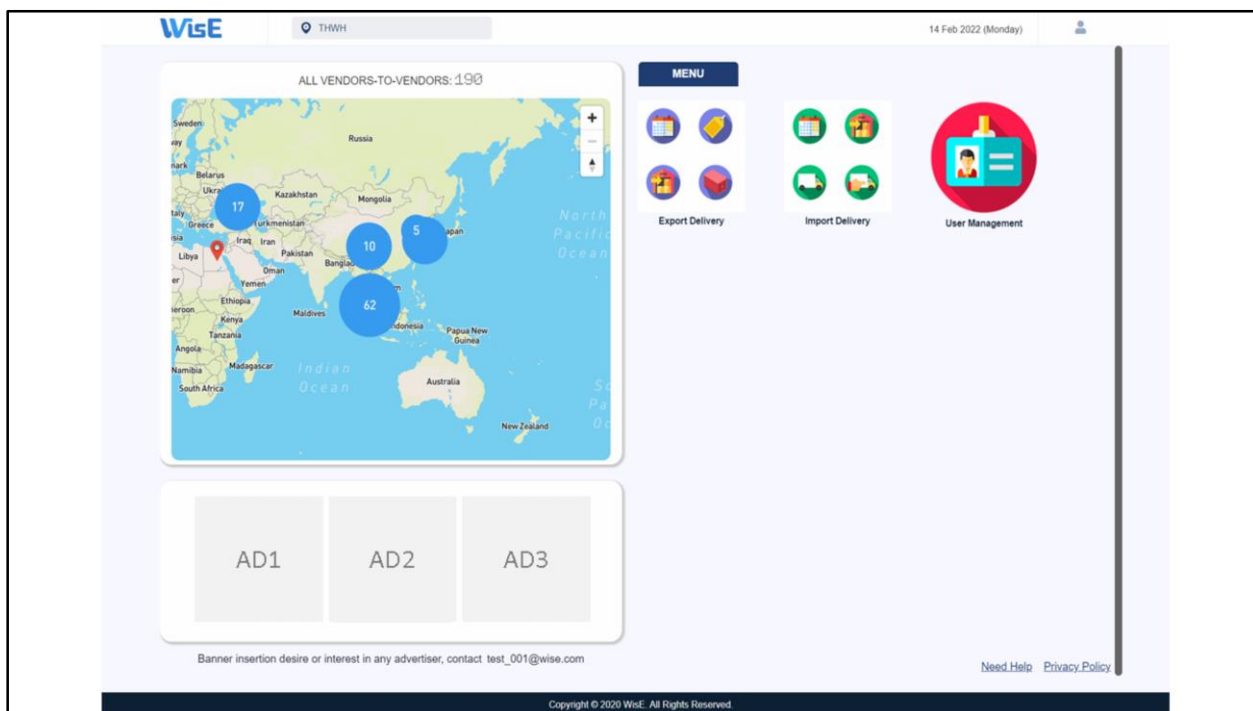 WisE
THWH
14 Feb 2022 (Monday)
ALL VENDORS-TO-VENDORS: 190
MENU
Export Delivery
Import Delivery
User Management
Sweden
Russia
Belarus
Kazakhstan
Mongolia
17
Greece
Iraq
Iran
Pakistan
10
5
North
Pacific
Ocean
Libya
Oman
Yemen
Ethiopia
Maldives
62
Kenya
Papua New
Guinea
Tanzania
Angola
Namibia
Madagascar
Indian
Ocean
Australia
South Africa
New Zealand
AD1
AD2
AD3
Banner insertion desire or interest in any advertiser, contact test_001@wise.com
Need Help
Privacy Policy
Copyright © 2020 WisE. All Rights Reserved.